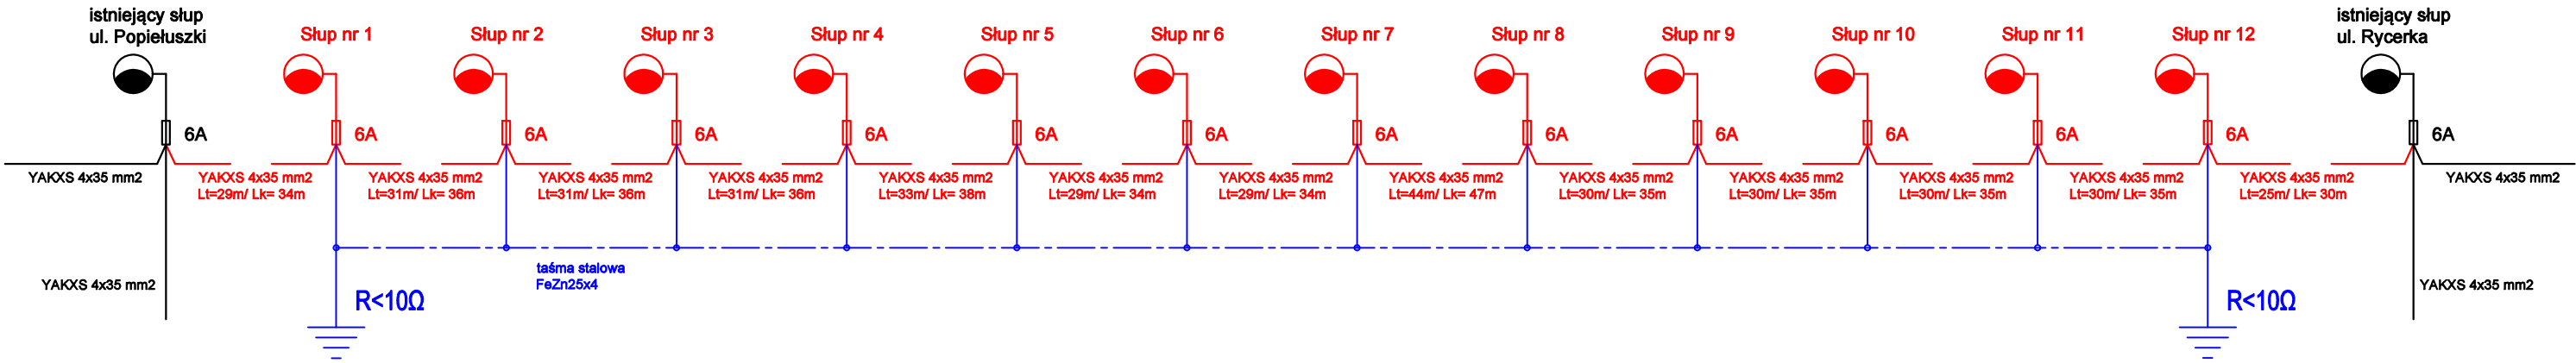 istniejący słup
ul. Popiełuszki
Słup nr 1
Słup nr 2
Słup nr 3
Słup nr 4
Słup nr 5
Słup nr 6
Słup nr 7
Słup nr 8
Słup nr 9
Słup nr 10
Słup nr 11
Słup nr 12
istniejący słup
ul. Rycerka
6A
6A
6A
6A
6A
6A
6A
6A
6A
6A
6A
6A
6A
6A
YAKXS 4x35 mm2
YAKXS 4x35 mm2
Lt=29m/ Lk= 34m
YAKXS 4x35 mm2
Lt=31m/ Lk= 36m
YAKXS 4x35 mm2
Lt=31m/ Lk= 36m
YAKXS 4x35 mm2
Lt=31m/ Lk= 36m
YAKXS 4x35 mm2
Lt=33m/ Lk= 38m
YAKXS 4x35 mm2
Lt=29m/ Lk= 34m
YAKXS 4x35 mm2
Lt=29m/ Lk= 34m
YAKXS 4x35 mm2
Lt=44m/ Lk= 47m
YAKXS 4x35 mm2
Lt=30m/ Lk= 35m
YAKXS 4x35 mm2
Lt=30m/ Lk= 35m
YAKXS 4x35 mm2
Lt=30m/ Lk= 35m
YAKXS 4x35 mm2
Lt=30m/ Lk= 35m
YAKXS 4x35 mm2
Lt=25m/ Lk= 30m
YAKXS 4x35 mm2
YAKXS 4x35 mm2
taśma stalowa
FeZn25x4
YAKXS 4x35 mm2
R<10Ω
R<10Ω